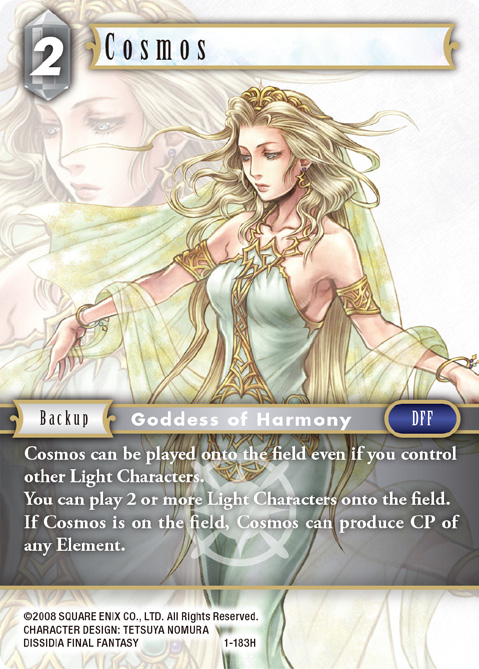 2
Cosmos
Backup
Goddess of Harmony
DFF
Cosmos can be played onto the field even if you control
other Light Characters.
You can play 2 or more Light Characters onto the field.
If Cosmos is on the field, Cosmos can produce CP of
any Element.
©2008 SQUARE ENIX CO., LTD. All Rights Reserved.
CHARACTER DESIGN: TETSUYA NOMURA
DISSIDIA FINAL FANTASY 1-183H